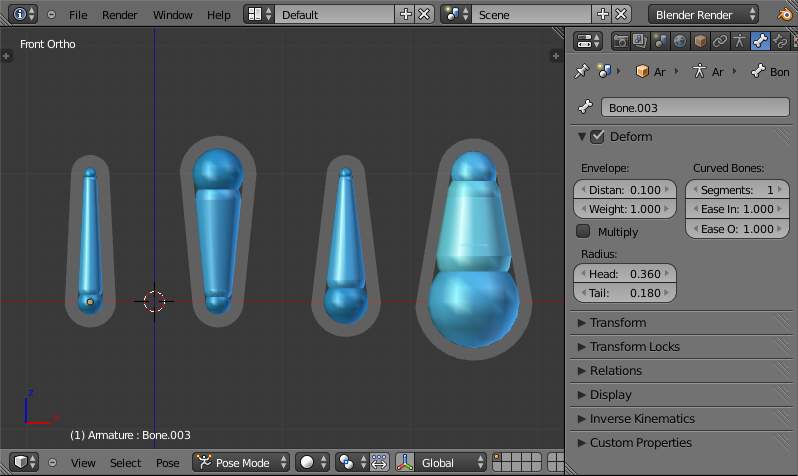 File Render Window Help Default Scene Blender Render
Front Ortho
Ar Ar Bon
Bone.003
Deform
Envelope: Curved Bones:
Distan: 0.100 Segments: 1
Weight: 1.000 Ease In: 1.000
Multiply Ease O: 1.000
Radius:
Head: 0.360
Tail: 0.180
Transform
Transform Locks
Relations
Display
Inverse Kinematics
Custom Properties
z
x
(1) Armature : Bone.003
View Select Pose Pose Mode Global